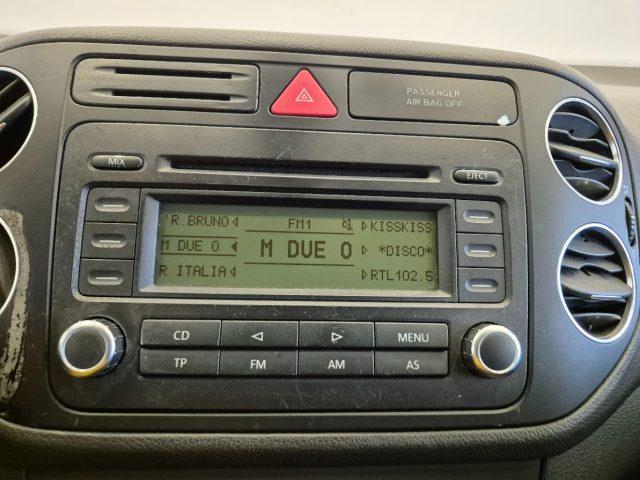 PASSENGER
AIR BAG OFF
MIX
EJECT
'R.BRUNO FM1 KISSKISS
M DUE O M DUE O *DISCO*
R ITALIA RTL102.5
CD MENU
TP FM AM AS